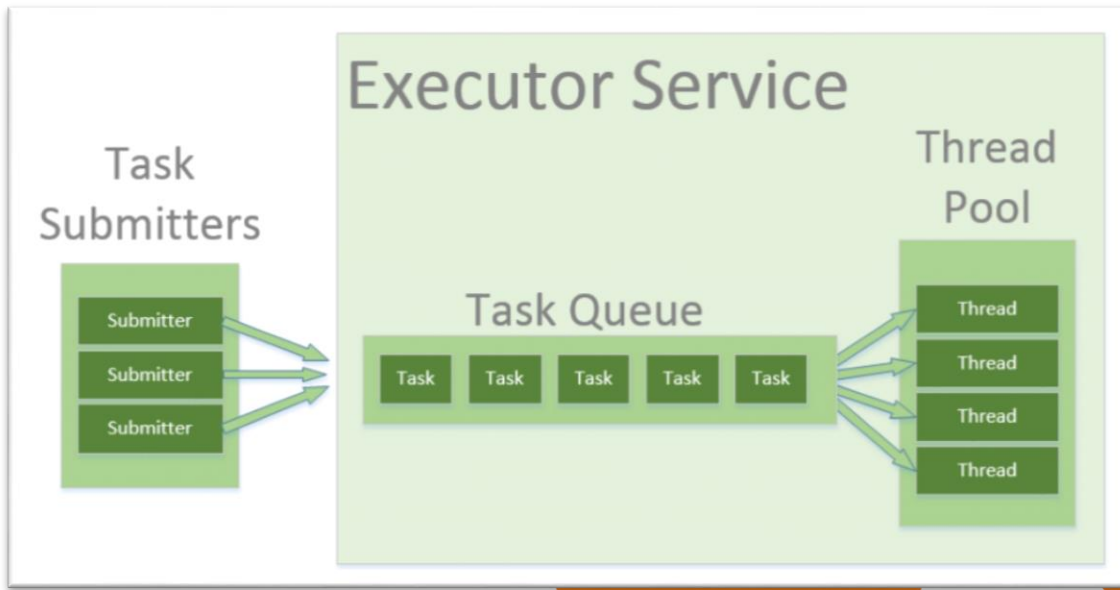 Executor Service
Task
Submitters
Submitter
Submitter
Submitter
Task Queue
Task Task Task Task Task
Thread
Pool
Thread
Thread
Thread
Thread